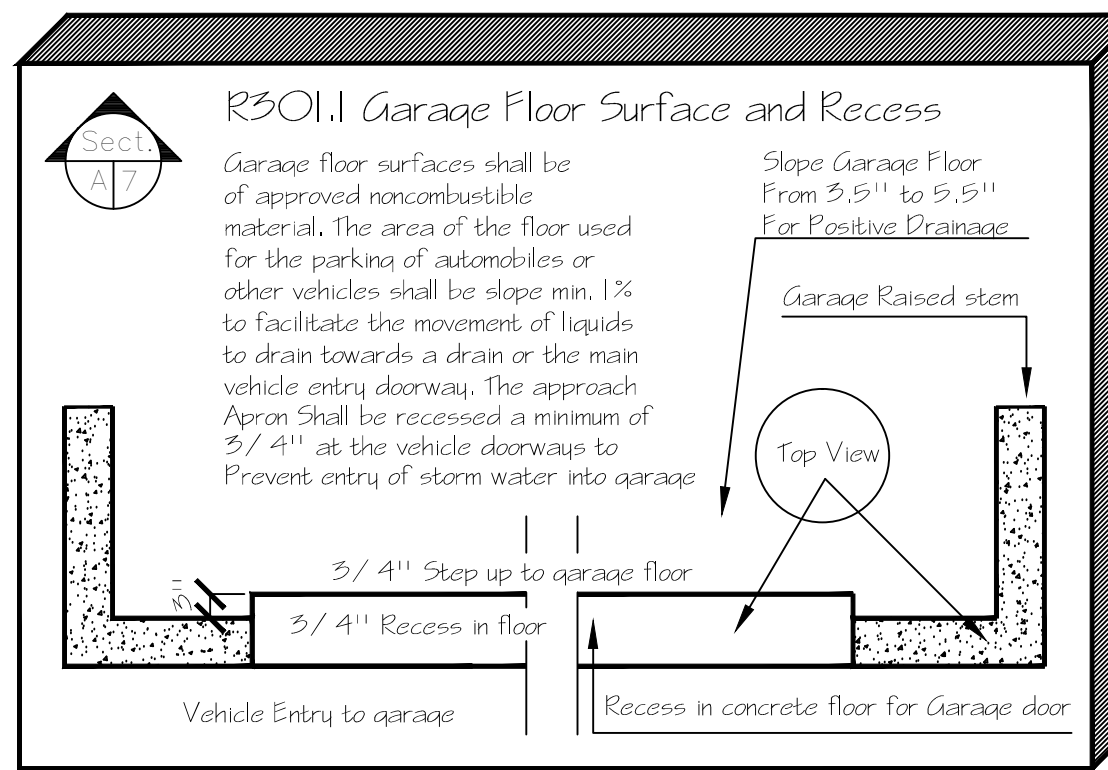 R301.1 Garage Floor Surface and Recess
Sect.
A 7
Garage floor surfaces shall be
of approved noncombustible
material. The area of the floor used
for the parking of automobiles or
other vehicles shall be slope min. 1%
to facilitate the movement of liquids
to drain towards a drain or the main
vehicle entry doorway. The approach
Apron Shall be recessed a minimum of
3/4'' at the vehicle doorways to
Prevent entry of storm water into garage
Slope Garage Floor
From 3.5'' to 5.5''
For Positive Drainage
Garage Raised stem
Top View
3/4'' Step up to garage floor
3''
3/4'' Recess in floor
Vehicle Entry to garage
Recess in concrete floor for Garage door